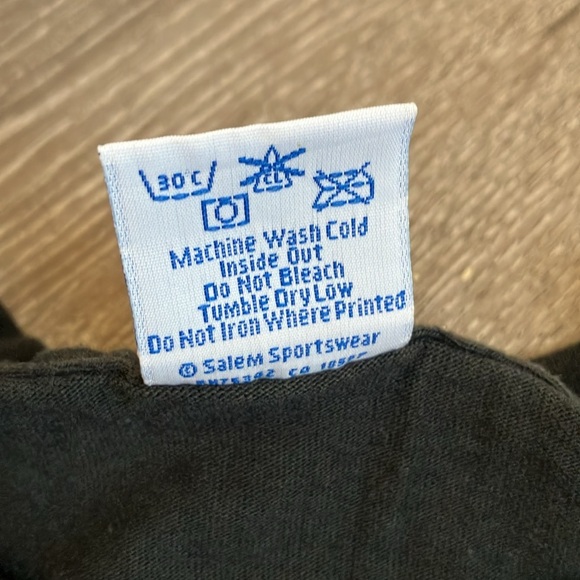 30°C
CL
Machine Wash Cold
Inside Out
Do Not Bleach
Tumble Dry Low
Do Not Iron Where Printed
© Salem Sportswear